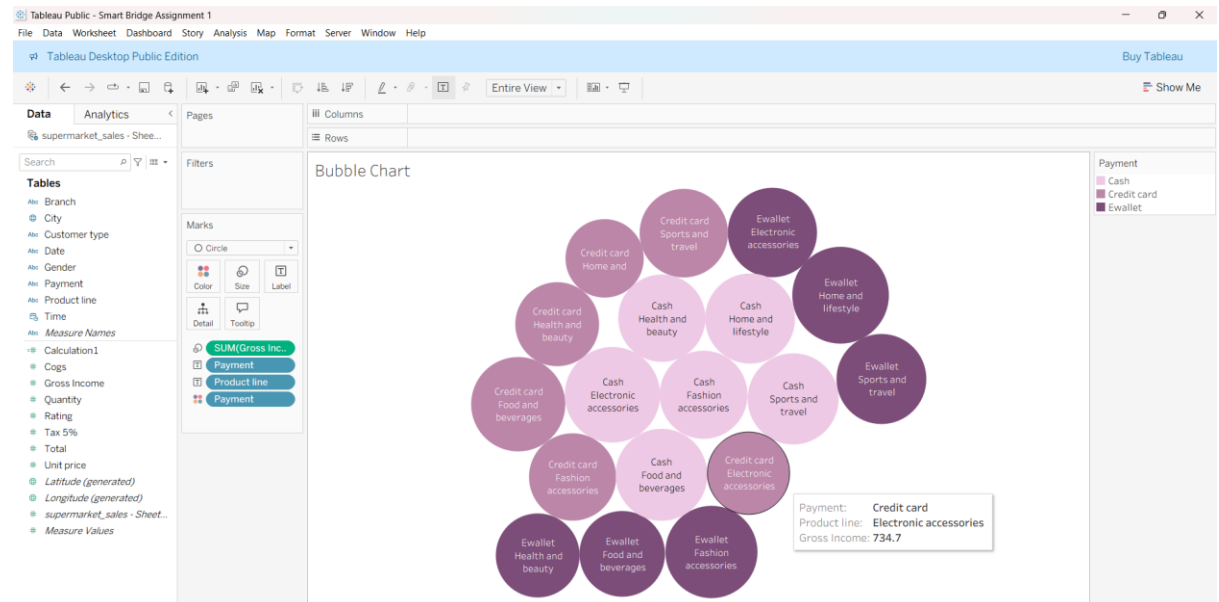 Tableau Public - Smart Bridge Assignment 1
File Data Worksheet Dashboard Story Analysis Map Format Server Window Help
Tableau Desktop Public Edition
Buy Tableau
Entire View
Show Me
Data Analytics
Pages
Columns
supermarket_sales - Shee...
Rows
Search
Filters
Bubble Chart
Payment
Cash
Credit card
Ewallet
Tables
Abc Branch
City
Abc Customer type
Abc Date
Abc Gender
Abc Payment
Abc Product line
Time
Abc Measure Names
=# Calculation1
# Cogs
# Gross Income
# Quantity
# Rating
# Tax 5%
# Total
# Unit price
Latitude (generated)
Longitude (generated)
# supermarket_sales - Sheet...
# Measure Values
Marks
Circle
Color Size Label
Detail Tooltip
SUM(Gross Inc..
Payment
Product line
Payment
Credit card
Sports and
travel
Ewallet
Electronic
accessories
Credit card
Home and
Ewallet
Home and
lifestyle
Credit card
Health and
beauty
Cash
Health and
beauty
Cash
Home and
lifestyle
Ewallet
Sports and
travel
Credit card
Food and
beverages
Cash
Electronic
accessories
Cash
Fashion
accessories
Cash
Sports and
travel
Credit card
Fashion
accessories
Cash
Food and
beverages
Credit card
Electronic
accessories
Payment: Credit card
Product line: Electronic accessories
Gross Income: 734.7
Ewallet
Health and
beauty
Ewallet
Food and
beverages
Ewallet
Fashion
accessories